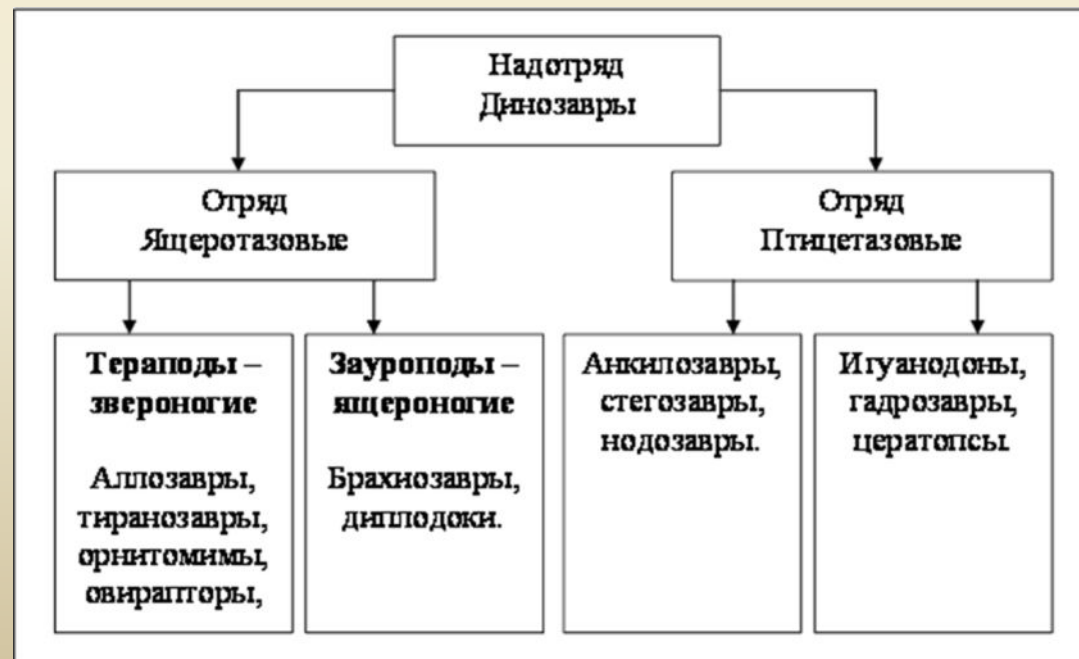 Надотряд
Динозавры
Отряд
Ящеротазовые
Отряд
Птицетазовые
Тераподы –
звероногие
Аллозавры,
тиранозавры,
орнитомимы,
овирапторы,
Зауроподы –
ящероногие
Брахиозавры,
диплодоки.
Анкилозавры,
стегозавры,
нодозавры.
Игуанодоны,
гадрозавры,
цератопсы.